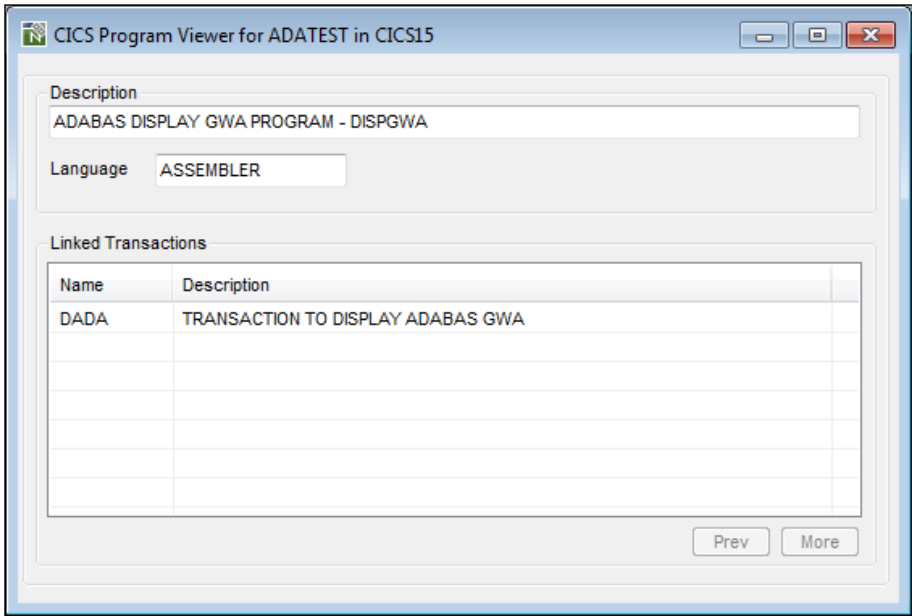 CICS Program Viewer for ADATEST in CICS15
Description
ADABAS DISPLAY GWA PROGRAM - DISPGWA
Language ASSEMBLER
Linked Transactions
Name Description
DADA TRANSACTION TO DISPLAY ADABAS GWA
Prev More